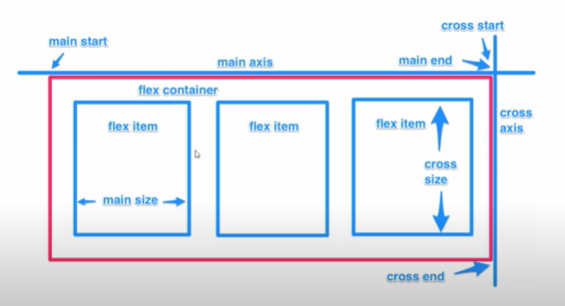 cross start
main start
main axis
main end
flex container
cross
axis
flex item
flex item
flex item
cross
size
main size
cross end